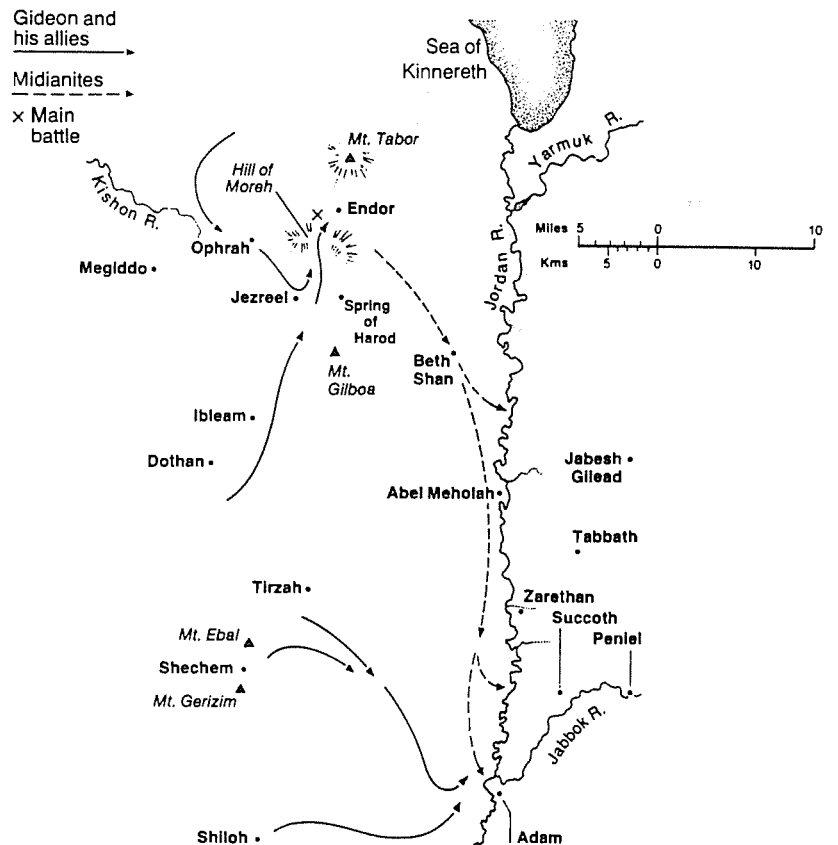 Gideon and
his allies
Midianites
× Main
battle
Sea of
Kinnereth
Yarmuk R.
Mt. Tabor
Hill of
Moreh
Kishon R.
Endor
Miles 5 0 10
Kms 5 0 10
Ophrah
Megiddo
Jordan R.
Jezreel
Spring
of
Harod
Mt.
Gilboa
Beth
Shan
Ibleam
Dothan
Jabesh
Gilead
Abel Meholah
Tabbath
Tirzah
Zarethan
Succoth
Peniel
Mt. Ebal
Shechem
Mt. Gerizim
Jabbok R.
Shiloh
Adam